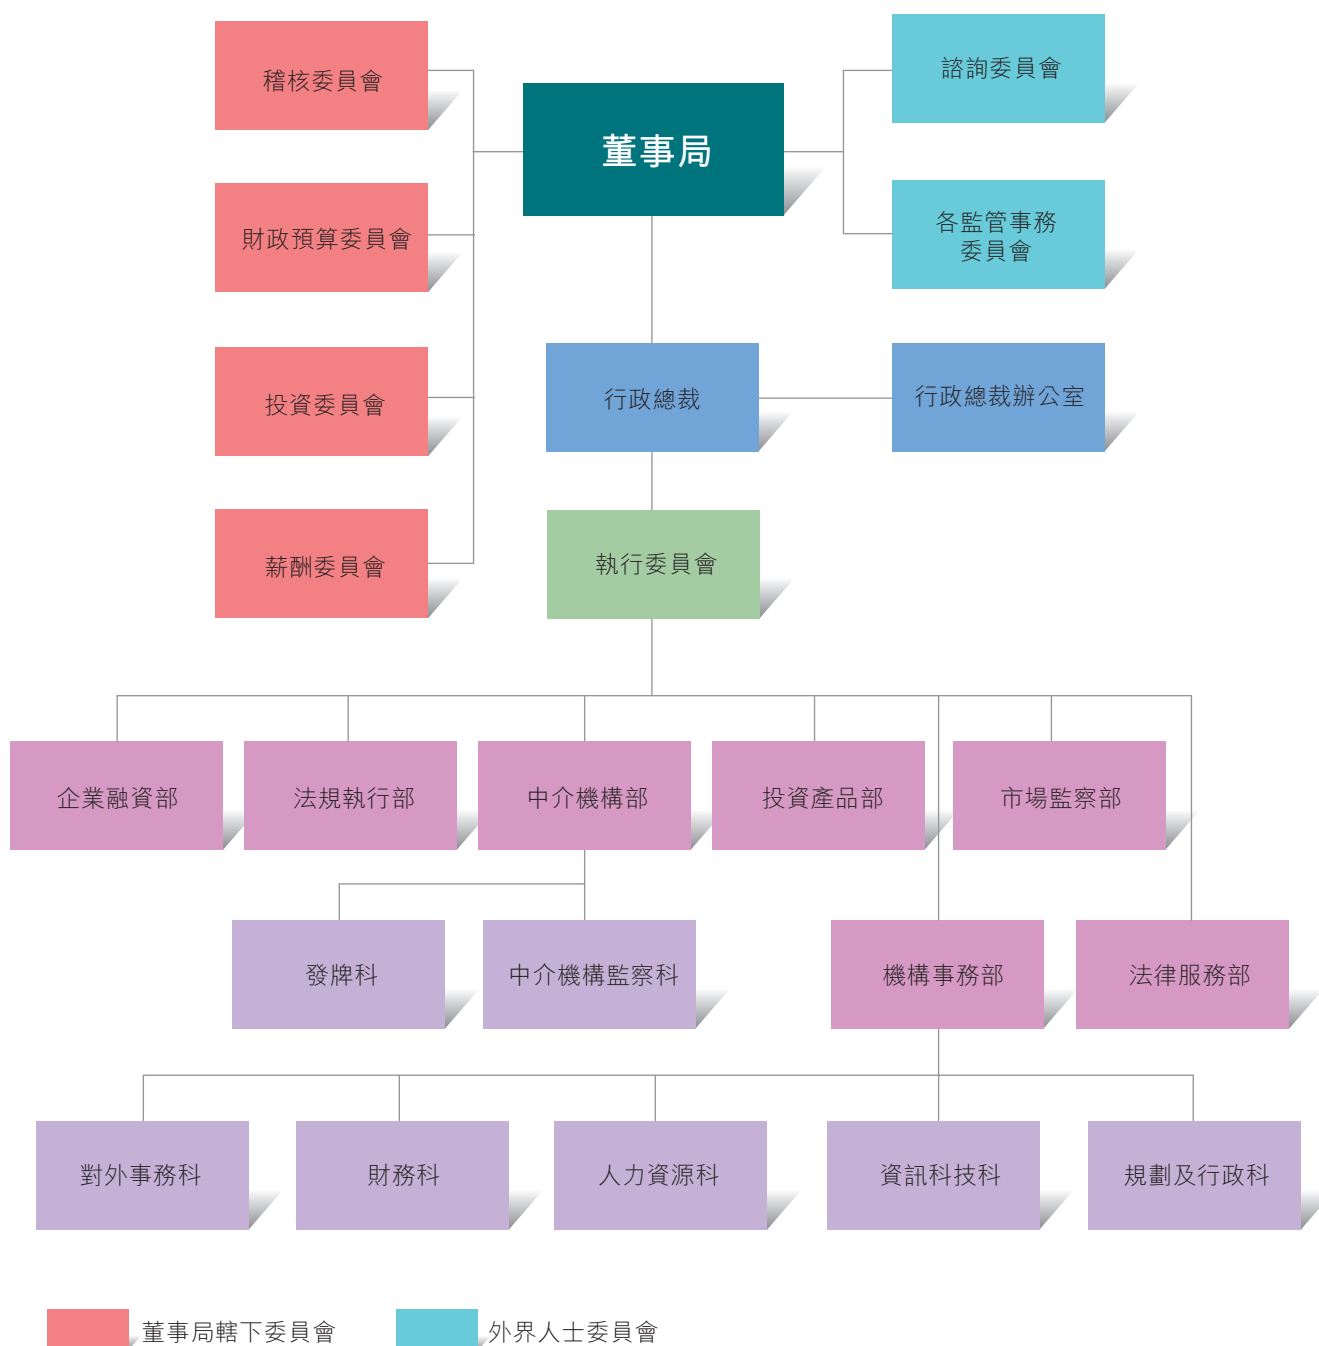 稽核委員會
諮詢委員會
董事局
財政預算委員會
各監管事務
委員會
投資委員會
行政總裁
行政總裁辦公室
薪酬委員會
執行委員會
企業融資部
法規執行部
中介機構部
投資產品部
市場監察部
發牌科
中介機構監察科
機構事務部
法律服務部
對外事務科
財務科
人力資源科
資訊科技科
規劃及行政科
董事局轄下委員會
外界人士委員會